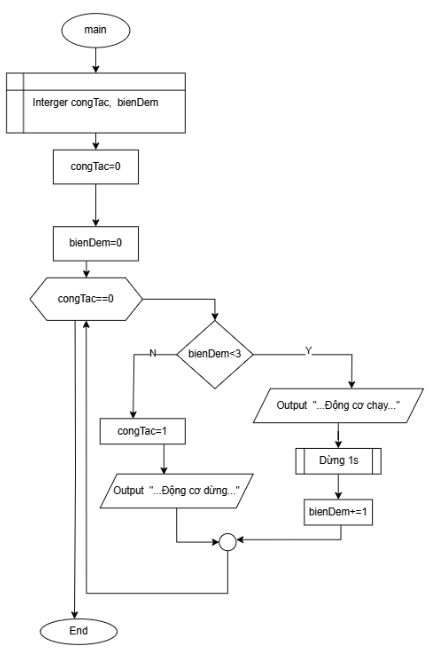 main
Interger congTac, bienDem
congTac=0
bienDem=0
congTac==0
bienDem<3
N
Y
Output "...Động cơ chạy..."
congTac=1
Dừng 1s
Output "...Động cơ dừng..."
bienDem+=1
End